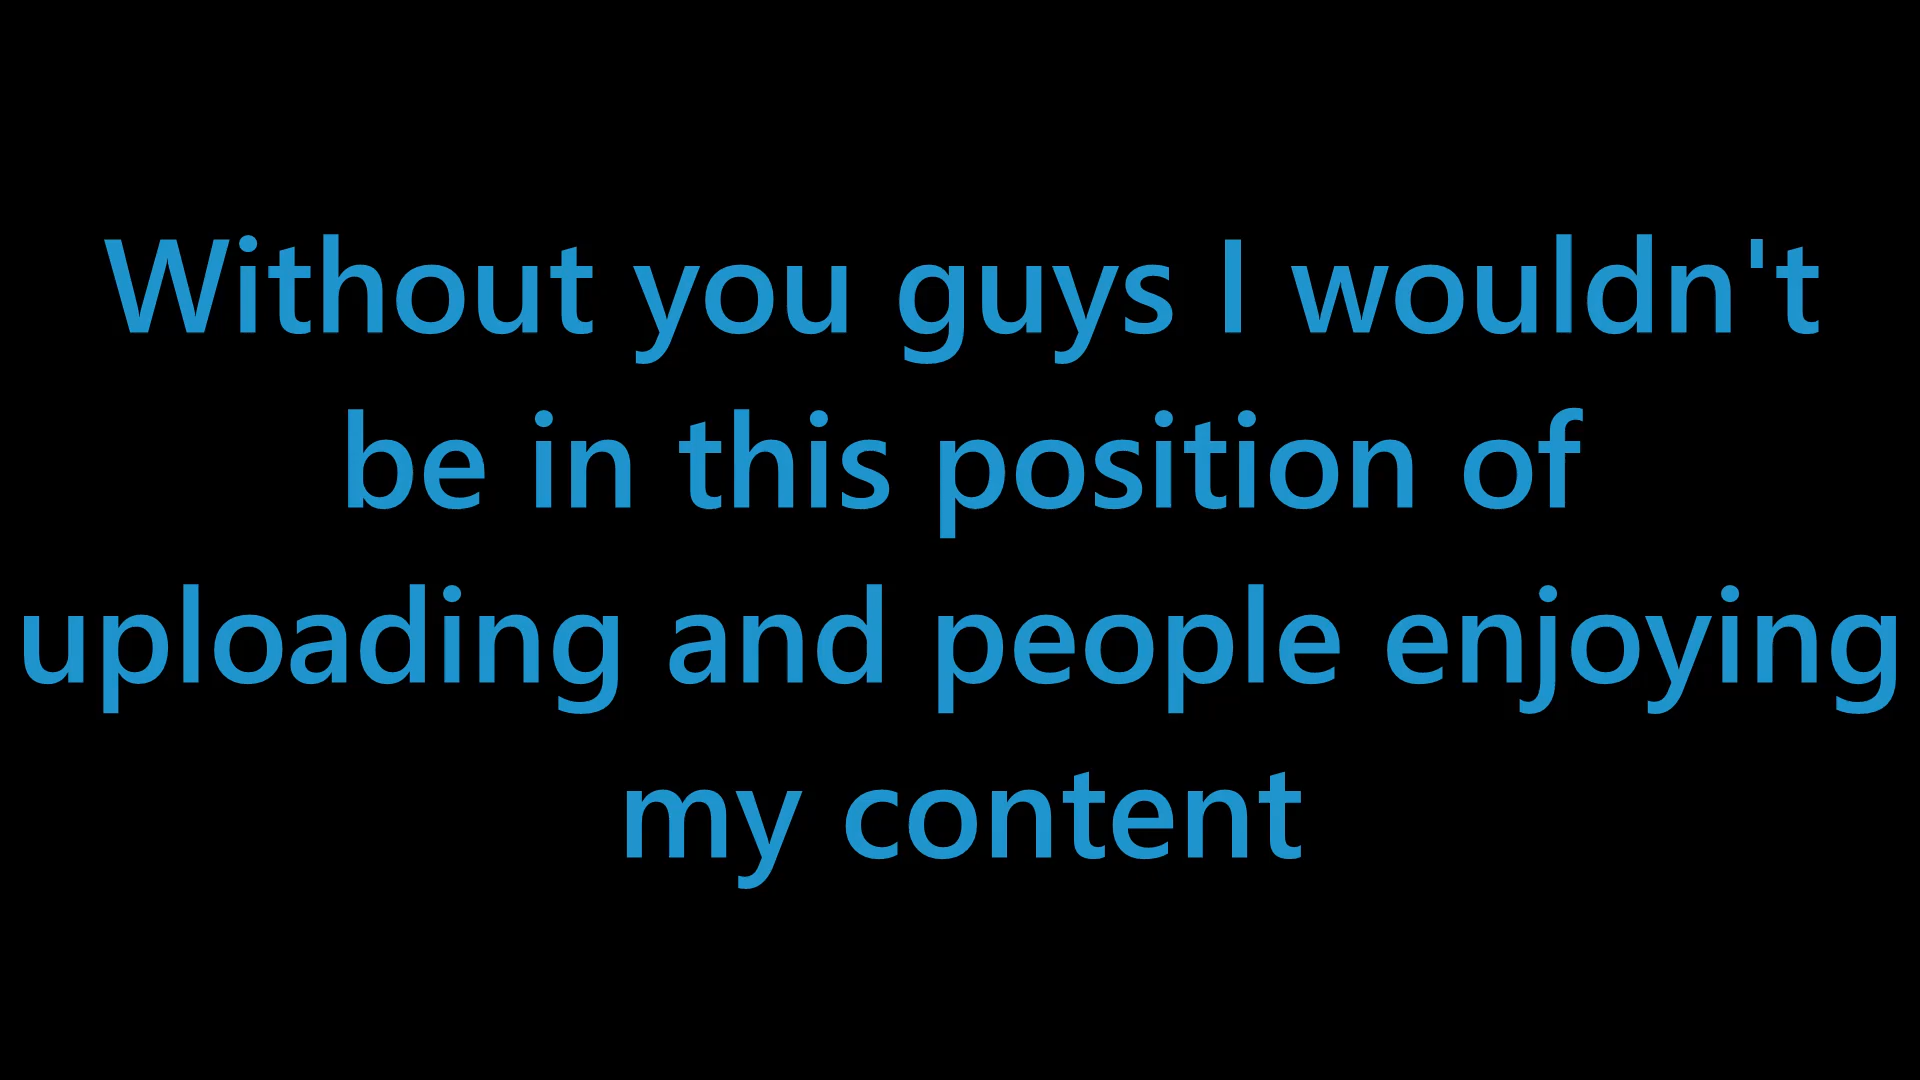 Without you guys I wouldn't
be in this position of
uploading and people enjoying
my content